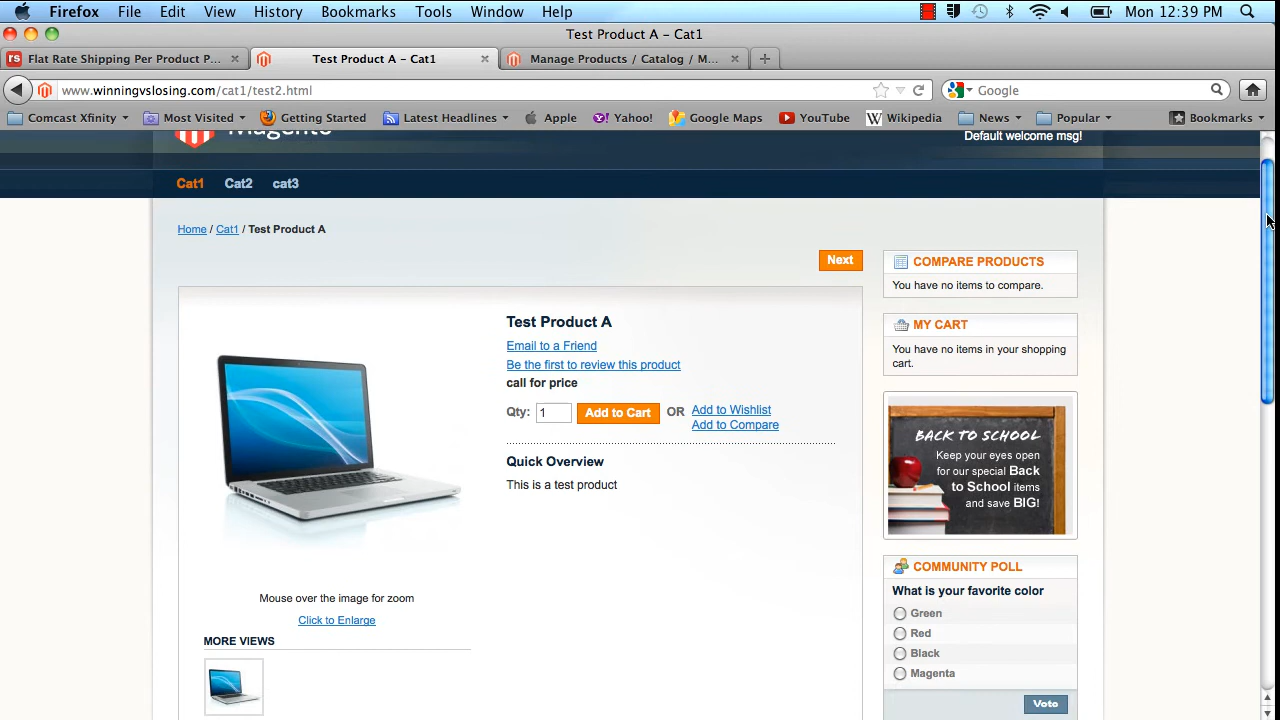 Firefox File Edit View History Bookmarks Tools Window Help Mon 12:39 PM
Test Product A – Cat1
Flat Rate Shipping Per Product P... Test Product A – Cat1 Manage Products / Catalog / M...
www.winningvslosing.com/cat1/test2.html Google
Comcast Xfinity Most Visited Getting Started Latest Headlines Apple Yahoo! Google Maps YouTube Wikipedia News Popular Bookmarks
Magento
Default welcome msg!
Cat1 Cat2 cat3
Home / Cat1 / Test Product A
Next
Test Product A
Email to a Friend
Be the first to review this product
call for price
Qty: 1 Add to Cart OR Add to Wishlist
Add to Compare
Quick Overview
This is a test product
Mouse over the image for zoom
Click to Enlarge
MORE VIEWS
COMPARE PRODUCTS
You have no items to compare.
MY CART
You have no items in your shopping
cart.
BACK TO SCHOOL
Keep your eyes open
for our special Back
to School items
and save BIG!
COMMUNITY POLL
What is your favorite color
Green
Red
Black
Magenta
Vote